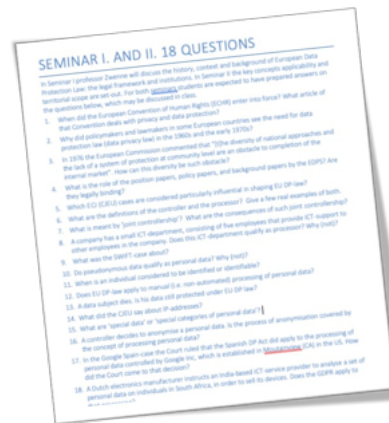 SEMINAR I. AND II. 18 QUESTIONS
In Seminar I professor Zwenne will discuss the history, context and background of European Data
Protection Law: the legal framework and institutions. In Seminar II the key concepts applicability and
territorial scope are set out. For both seminars students are expected to have prepared answers on
the questions below, which may be discussed in class.
1. When did the European Convention of Human Rights (ECHR) enter into force? What article of
that Convention deals with privacy and data protection?
2. Why did policymakers and lawmakers in some European countries see the need for data
protection law (data privacy law) in the 1960s and the early 1970s?
3. In 1976 the European Commission commented that "(t)he diversity of national approaches and
the lack of a system of protection at community level are an obstacle to completion of the
internal market". How can this diversity be such obstacle?
4. What is the role of the position papers, policy papers, and background papers by the EDPS? Are
they legally binding?
5. Which ECJ (CJEU) cases are considered particularly influential in shaping EU DP-law?
6. What are the definitions of the controller and the processor? Give a few real examples of both.
7. What is meant by 'joint controllership'? What are the consequences of such joint controllership?
8. A company has a small ICT-department, consisting of five employees that provide ICT-support to
other employees in the company. Does this ICT-department qualify as processor? Why (not)?
9. What was the SWIFT-case about?
10. Do pseudonymous data qualify as personal data? Why (not).
11. When is an individual considered to be identified or identifiable?
12. Does EU DP-law apply to manual (i.e. non automated) processing of personal data?
13. A data subject dies. Is his data still protected under EU DP law?
14. What did the CJEU say about IP-addresses?
15. What are 'special data' or 'special categories of personal data'?
16. A controller decides to anonymise a personal data. Is the process of anonymisation covered by
the concept of processing personal data?
17. In the Google Spain-case the Court ruled that the Spanish DP Act did apply to the processing of
personal data controlled by Google Inc, which is established in Mountainview (CA) in the US. How
did the Court come to that decision?
18. A Dutch electronics manufacturer instructs an India-based ICT-service provider to analyse a set of
personal data on individuals in South Africa, in order to sell its devices. Does the GDPR apply to